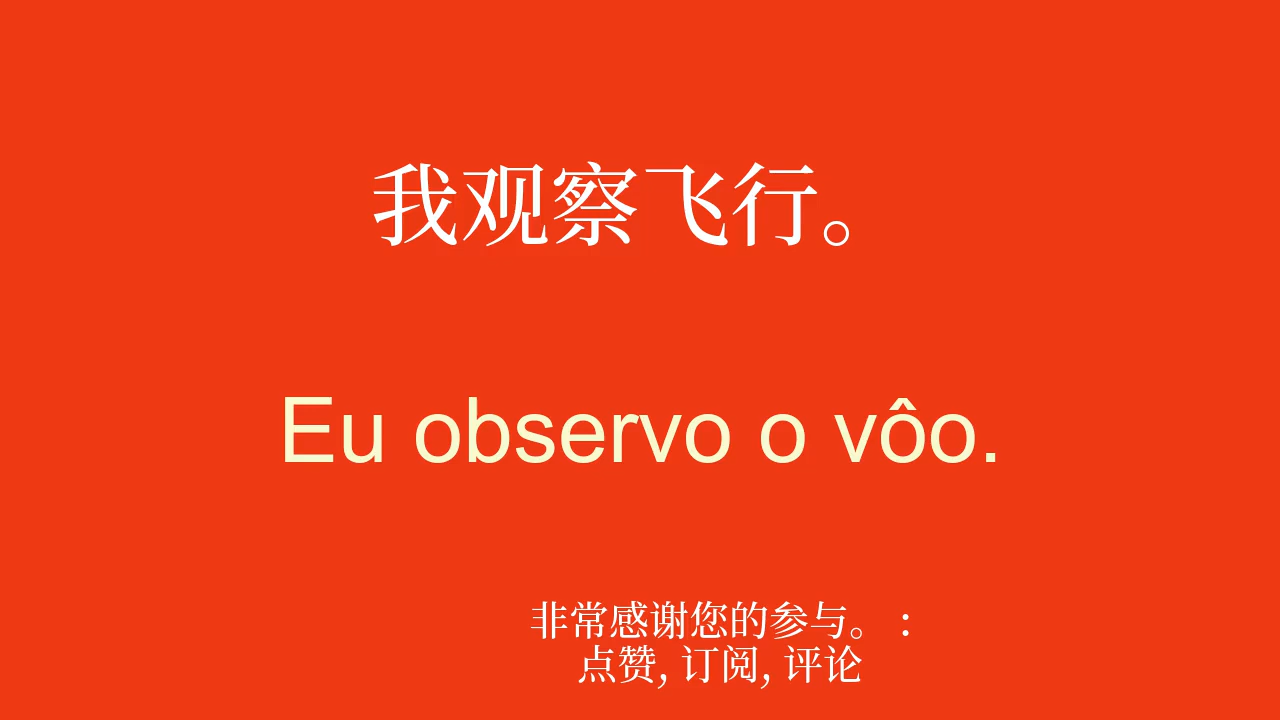 我观察飞行。
Eu observo o vôo.
非常感谢您的参与。 :
点赞, 订阅, 评论